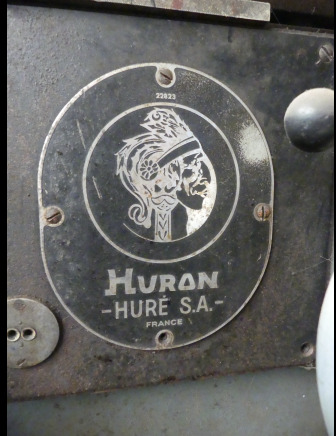 22823
HURON
-HURÉ S.A.-
FRANCE